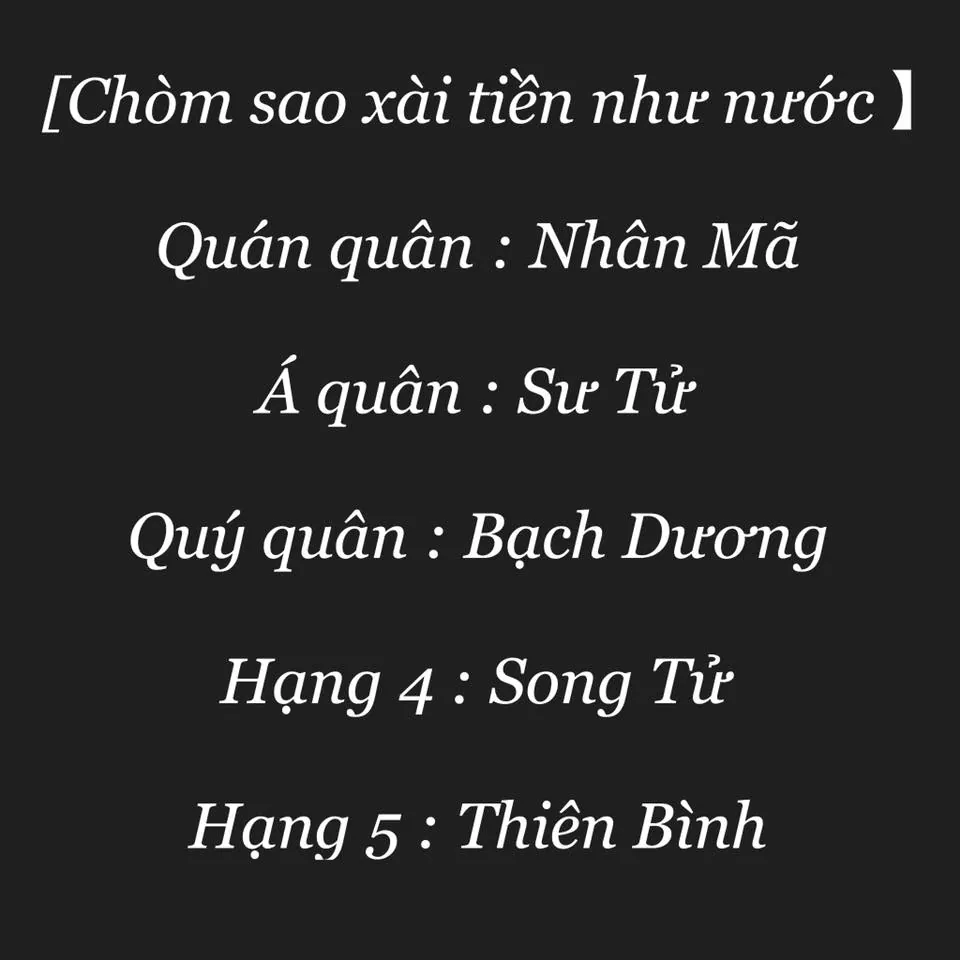 [Chòm sao xài tiền như nước】
Quán quân : Nhân Mã
Á quân : Sư Tử
Quý quân : Bạch Dương
Hạng 4 : Song Tử
Hạng 5 : Thiên Bình